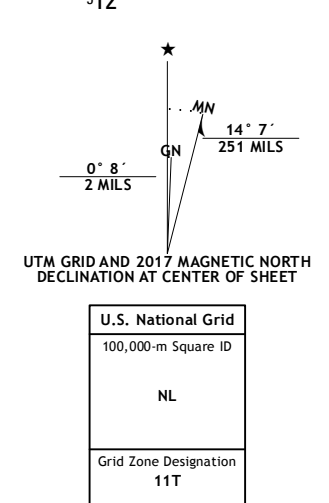 ⁵12
★
MN
GN
14° 7´
251 MILS
0° 8´
2 MILS
UTM GRID AND 2017 MAGNETIC NORTH
DECLINATION AT CENTER OF SHEET
U.S. National Grid
100,000-m Square ID
NL
Grid Zone Designation
11T